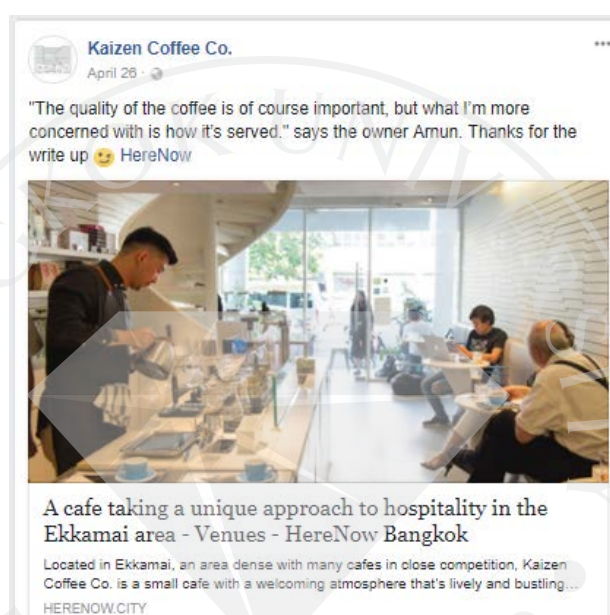 Kaizen Coffee Co.
April 26
"The quality of the coffee is of course important, but what I'm more
concerned with is how it's served." says the owner Arnun. Thanks for the
write up 😉 HereNow
A cafe taking a unique approach to hospitality in the
Ekkamai area - Venues - HereNow Bangkok
Located in Ekkamai, an area dense with many cafes in close competition, Kaizen
Coffee Co. is a small cafe with a welcoming atmosphere that's lively and bustling...
HERENOW.CITY